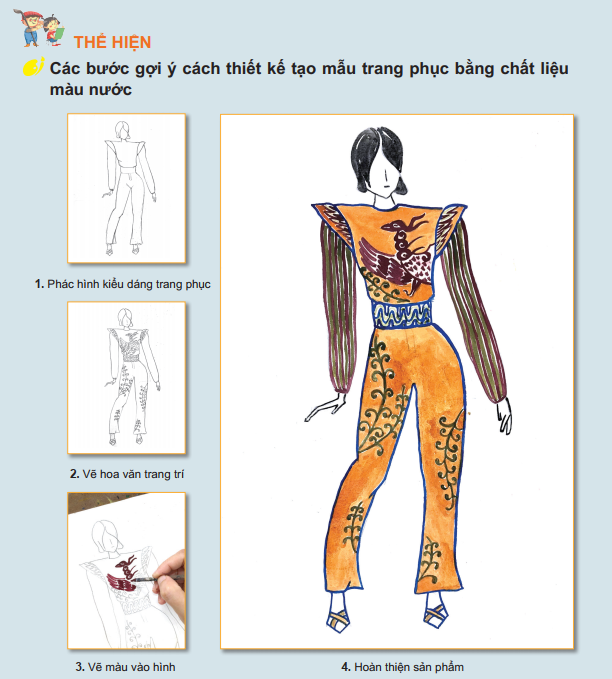 THỂ HIỆN
Các bước gợi ý cách thiết kế tạo mẫu trang phục bằng chất liệu
màu nước
1. Phác hình kiểu dáng trang phục
2. Vẽ hoa văn trang trí
3. Vẽ màu vào hình
4. Hoàn thiện sản phẩm